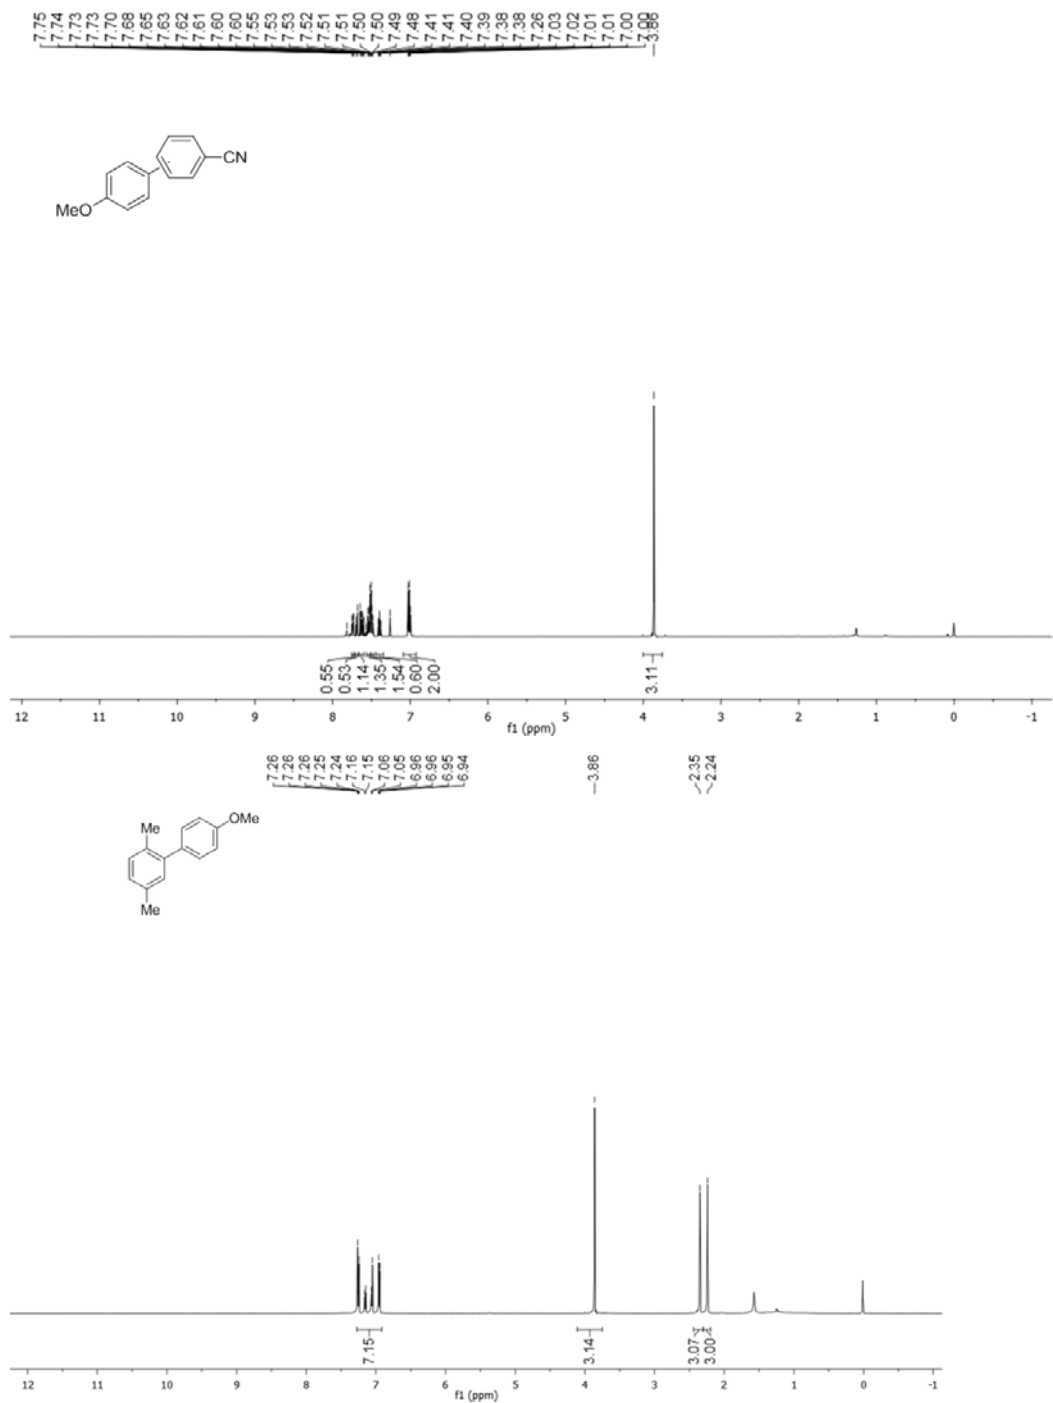 7.75 7.74 7.73 7.73 7.70 7.68 7.65 7.63 7.62 7.61 7.60 7.60 7.55 7.53 7.53 7.52 7.51 7.51 7.50 7.50 7.49 7.48 7.41 7.41 7.40 7.39 7.38 7.38 7.26 7.03 7.02 7.01 7.01 7.00 7.00 3.86
CN
MeO
0.55 0.53 1.14 1.35 1.54 0.60 2.00 3.11
12 11 10 9 8 7 6 5 4 3 2 1 0 -1
f1 (ppm)
7.26 7.26 7.26 7.25 7.24 7.16 7.15 7.06 7.05 6.96 6.96 6.95 6.94 3.86 2.35 2.24
OMe
Me
Me
7.15 3.14 3.07 3.00
12 11 10 9 8 7 6 5 4 3 2 1 0 -1
f1 (ppm)